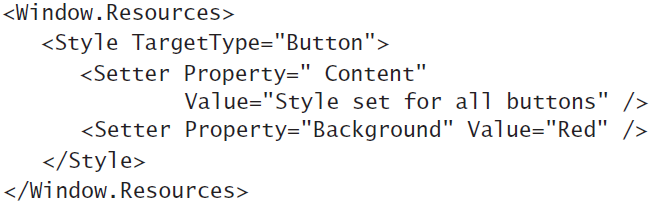 <Window.Resources>
<Style TargetType="Button">
<Setter Property=" Content"
Value="Style set for all buttons" />
<Setter Property="Background" Value="Red" />
</Style>
</Window.Resources>